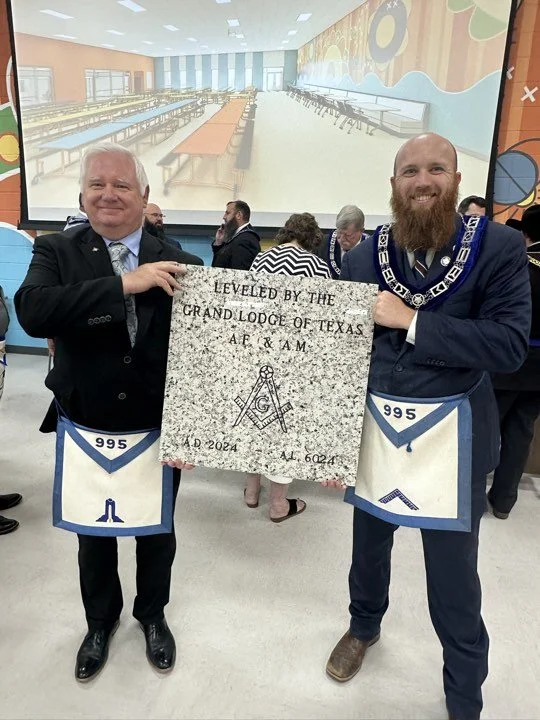 LEVELED BY THE
GRAND LODGE OF TEXAS
A.F. & A.M.
G
A.D. 2024 A.L. 6024
995
995